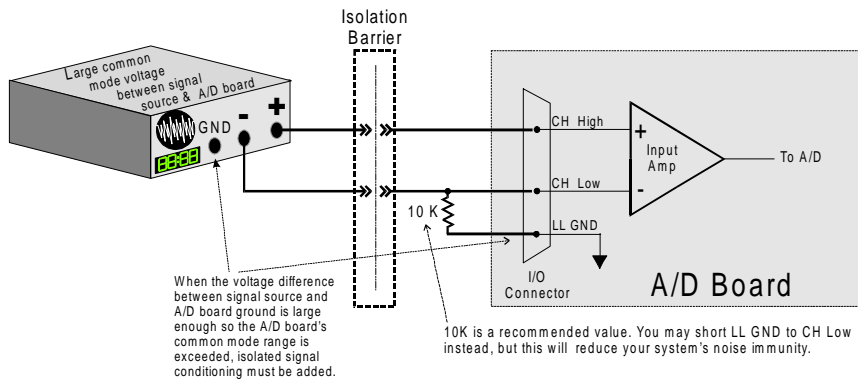 Isolation
Barrier
Large common
mode voltage
between signal
source & A/D board
GND
-
+
88:88
CH High
+
Input
Amp
To A/D
CH Low
-
10 K
LL GND
I/O
Connector
A/D Board
When the voltage difference
between signal source and
A/D board ground is large
enough so the A/D board's
common mode range is
exceeded, isolated signal
conditioning must be added.
10K is a recommended value. You may short LL GND to CH Low
instead, but this will reduce your system's noise immunity.